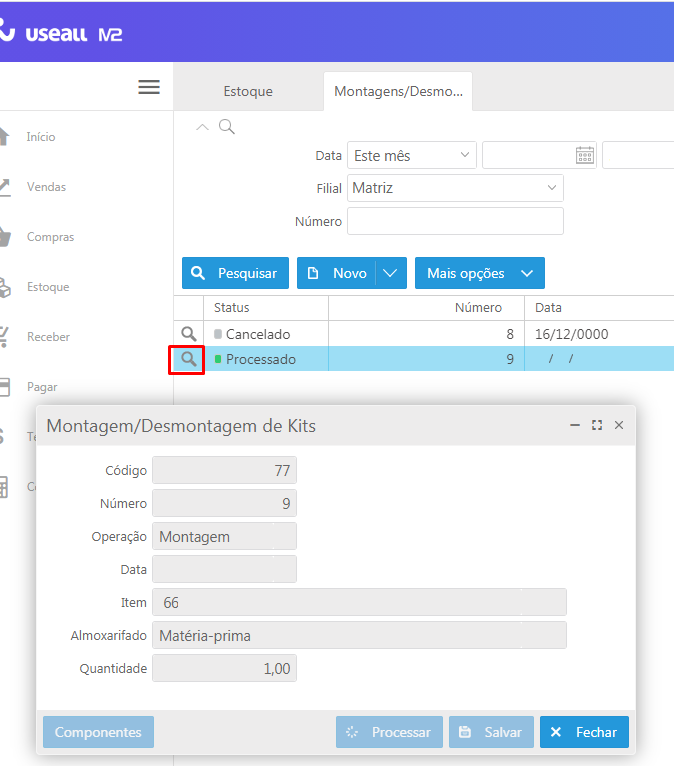 useall M2
Estoque
Montagens/Desmo...
Início
Vendas
Compras
Estoque
Receber
Pagar
Data Este mês
Filial Matriz
Número
Pesquisar Novo Mais opções
Status Número Data
Cancelado 8 16/12/0000
Processado 9 / /
Montagem/Desmontagem de Kits
Código 77
Número 9
Operação Montagem
Data
Item 66
Almoxarifado Matéria-prima
Quantidade 1,00
Componentes Processar Salvar Fechar